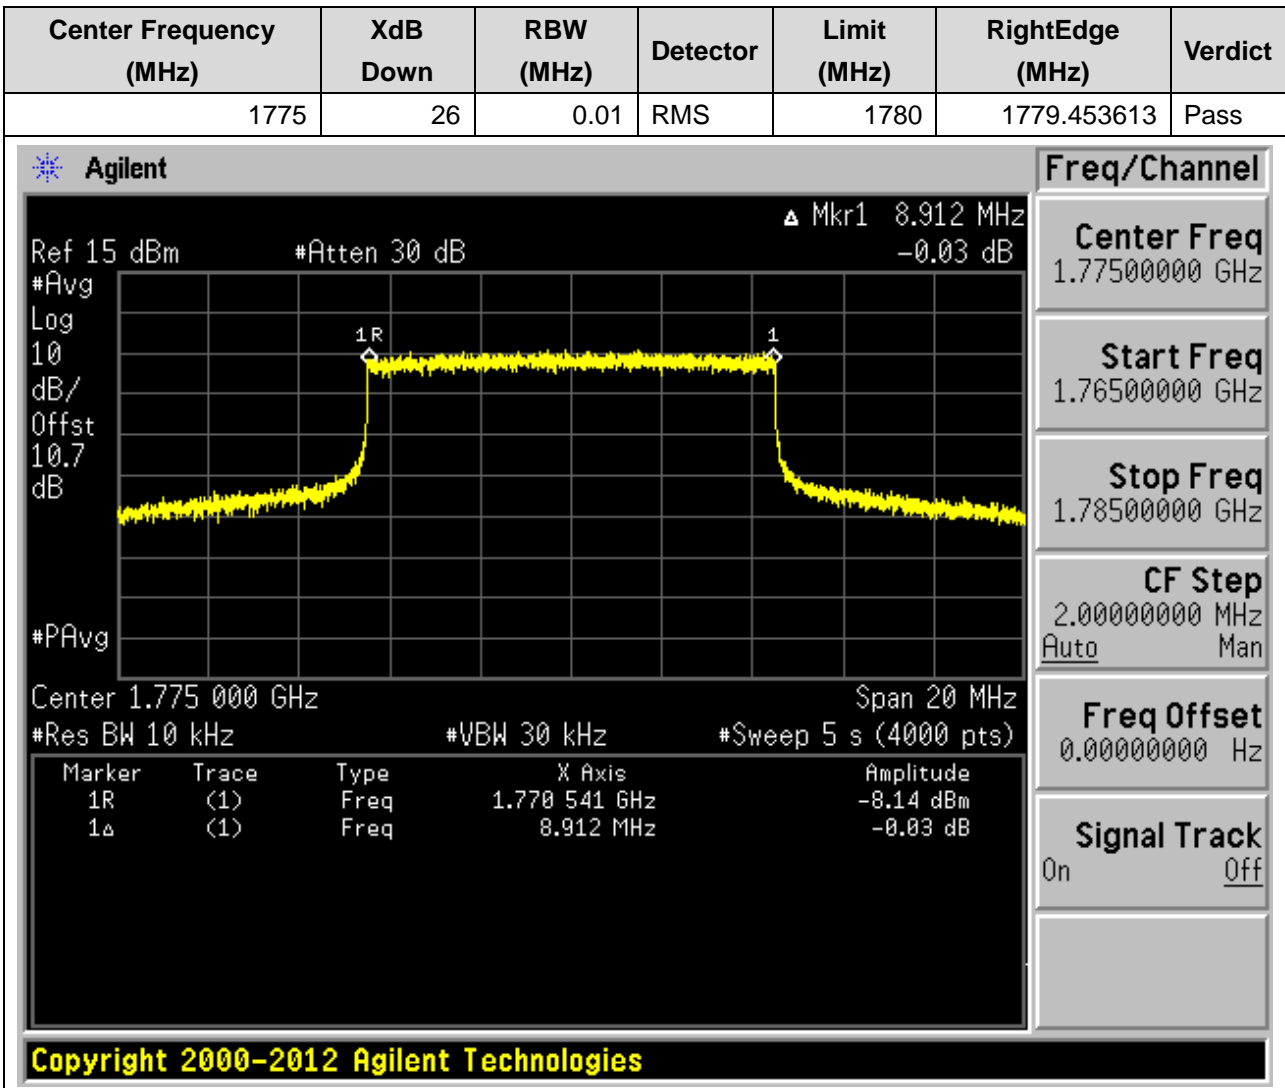 Center Frequency (MHz) XdB Down RBW (MHz) Detector Limit (MHz) RightEdge (MHz) Verdict
1775 26 0.01 RMS 1780 1779.453613 Pass
Agilent
Freq/Channel
Δ Mkr1 8.912 MHz
Ref 15 dBm #Atten 30 dB -0.03 dB
#Avg
Log
10
dB/
Offst
10.7
dB
1R
1
#PAvg
Center 1.775 000 GHz Span 20 MHz
#Res BW 10 kHz #VBW 30 kHz #Sweep 5 s (4000 pts)
Marker Trace Type X Axis Amplitude
1R (1) Freq 1.770 541 GHz -8.14 dBm
1Δ (1) Freq 8.912 MHz -0.03 dB
Center Freq
1.77500000 GHz
Start Freq
1.76500000 GHz
Stop Freq
1.78500000 GHz
CF Step
2.00000000 MHz
Auto Man
Freq Offset
0.00000000 Hz
Signal Track
On Off
Copyright 2000-2012 Agilent Technologies